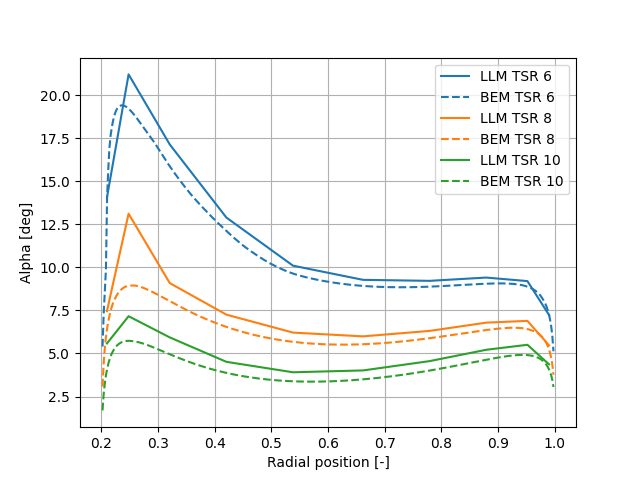 20.0
17.5
15.0
12.5
10.0
7.5
5.0
2.5
Alpha [deg]
LLM TSR 6
BEM TSR 6
LLM TSR 8
BEM TSR 8
LLM TSR 10
BEM TSR 10
0.2 0.3 0.4 0.5 0.6 0.7 0.8 0.9 1.0
Radial position [-]